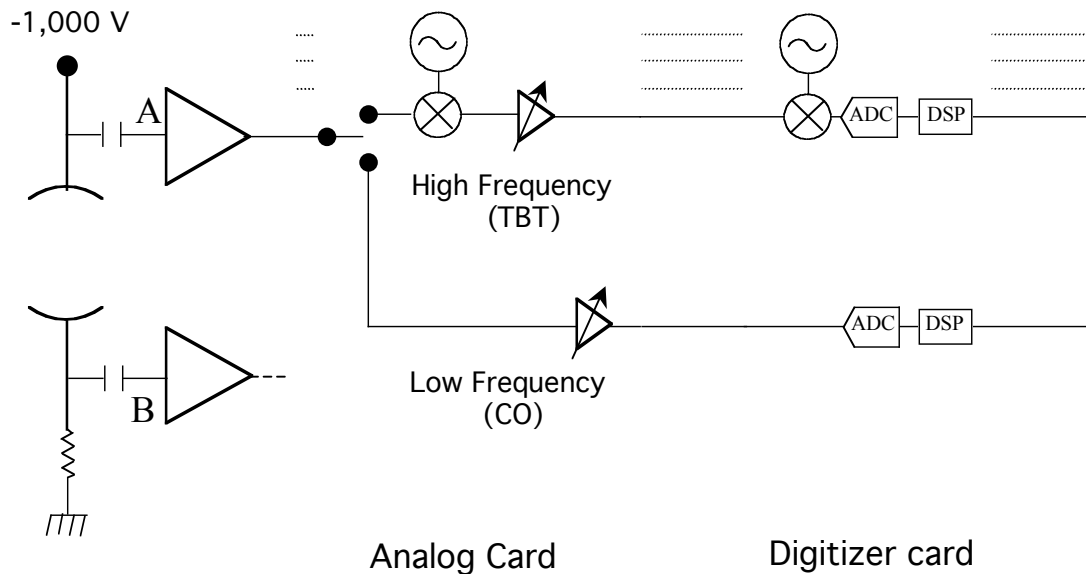 -1,000 V
A
ADC
DSP
High Frequency
(TBT)
ADC
DSP
Low Frequency
(CO)
B
Analog Card
Digitizer card